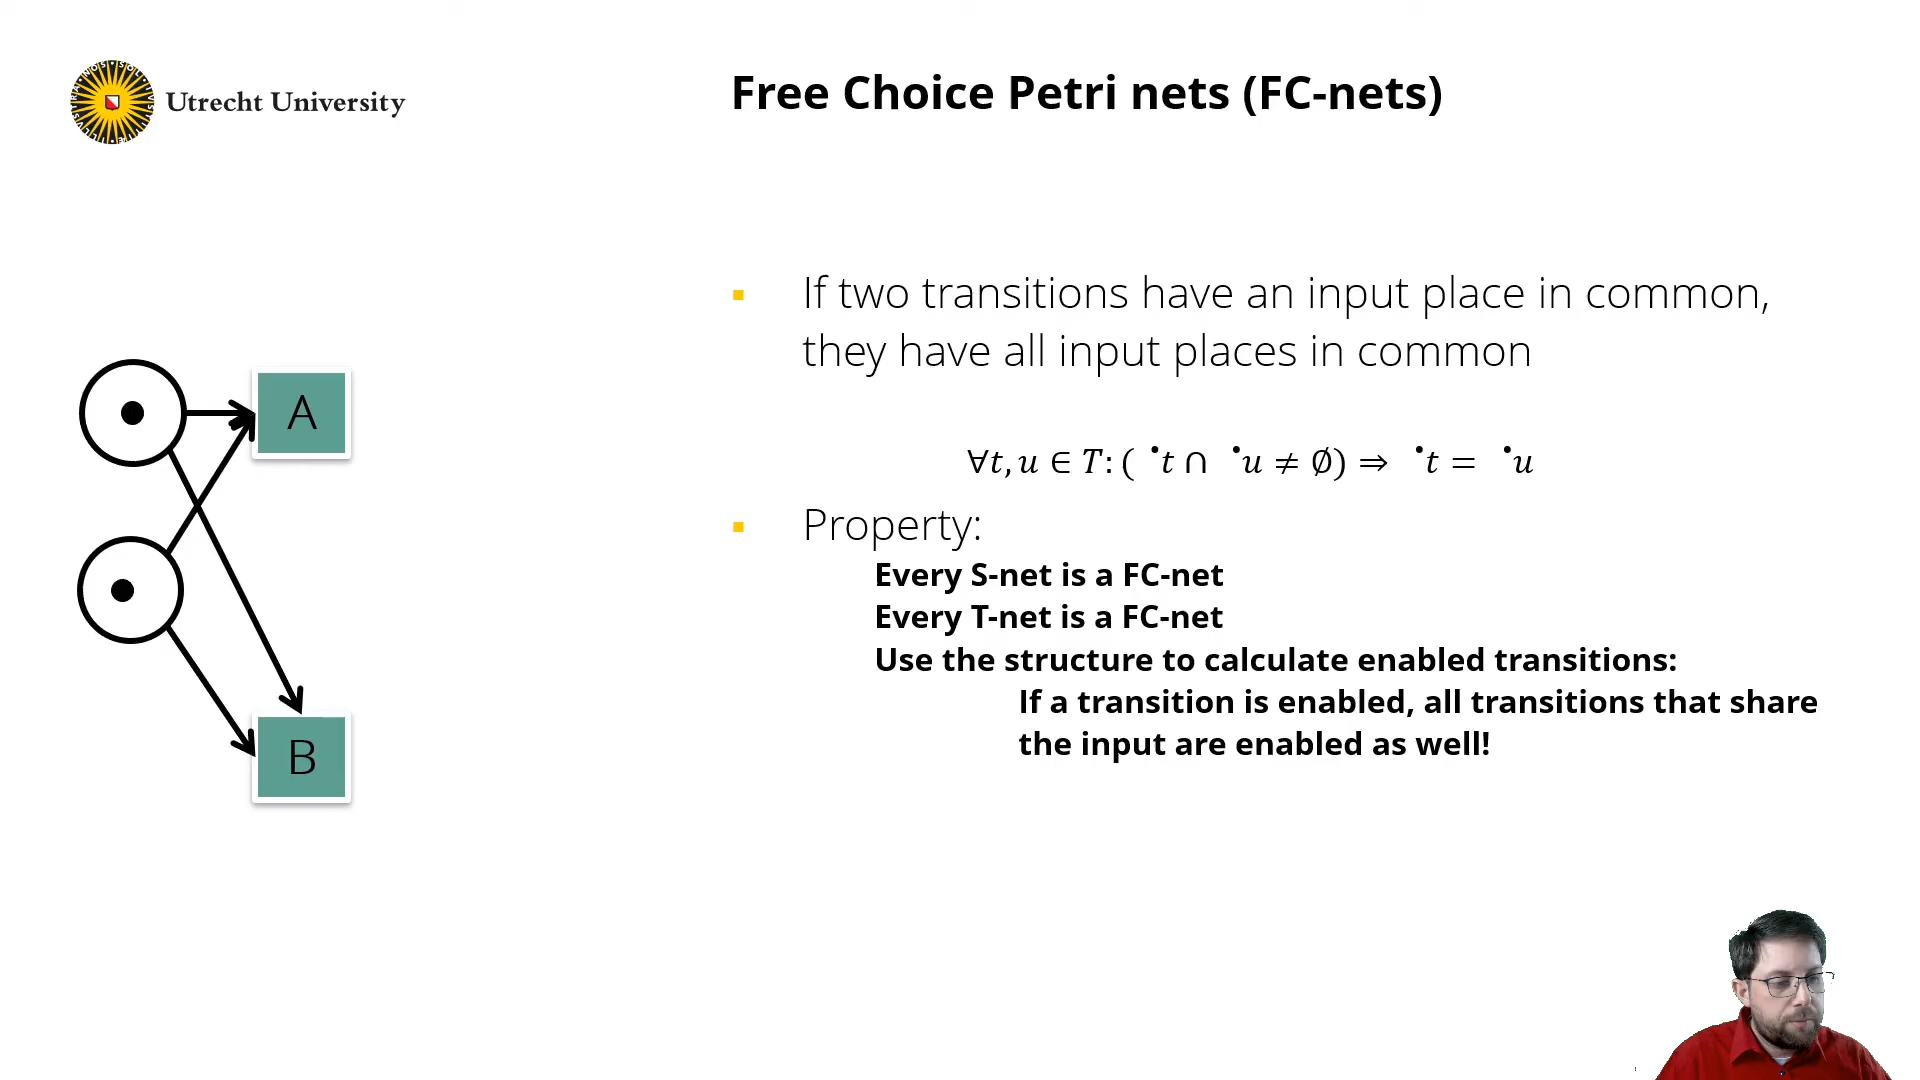 Utrecht University
Free Choice Petri nets (FC-nets)
If two transitions have an input place in common,
they have all input places in common
∀t, u ∈ T: ( •t ∩ •u ≠ ∅) ⇒ •t = •u
Property:
Every S-net is a FC-net
Every T-net is a FC-net
Use the structure to calculate enabled transitions:
If a transition is enabled, all transitions that share
the input are enabled as well!
A
B